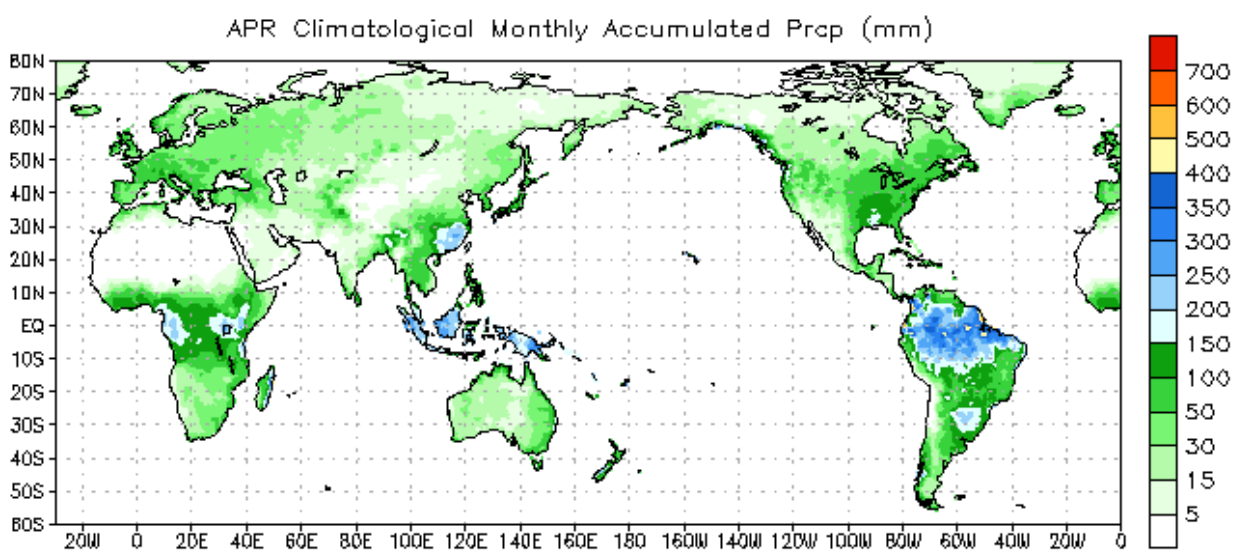 APR Climatological Monthly Accumulated Prcp (mm)
80N
70N
60N
50N
40N
30N
20N
10N
EQ
10S
20S
30S
40S
50S
60S
20W 0 20E 40E 60E 80E 100E 120E 140E 160E 180 160W 140W 120W 100W 80W 60W 40W 20W 0
700
600
500
400
350
300
250
200
150
100
50
30
15
5